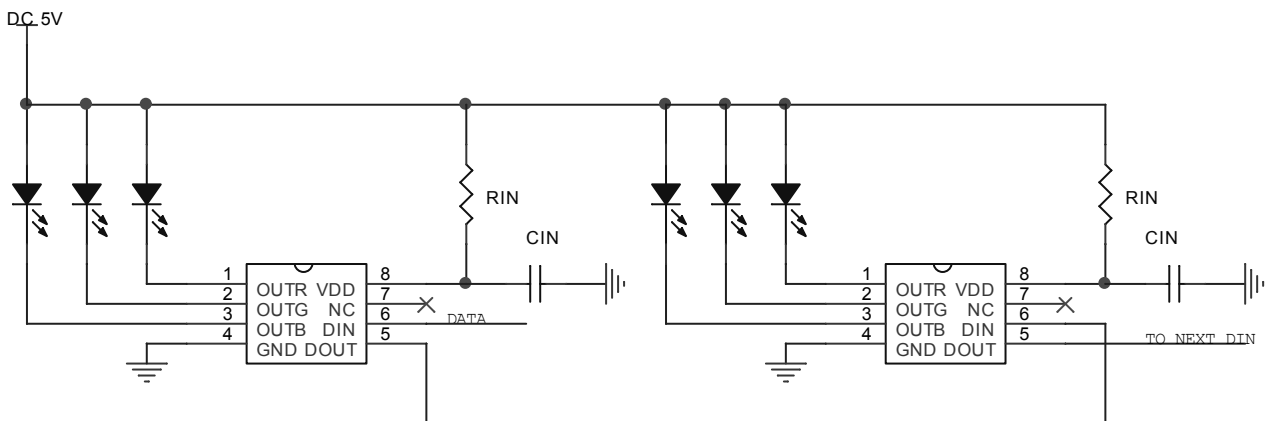 DC 5V
RIN
CIN
1 8
2 OUTR VDD 7
3 OUTG NC 6
4 OUTB DIN 5
GND DOUT
DATA
RIN
CIN
1 8
2 OUTR VDD 7
3 OUTG NC 6
4 OUTB DIN 5
GND DOUT
TO NEXT DIN